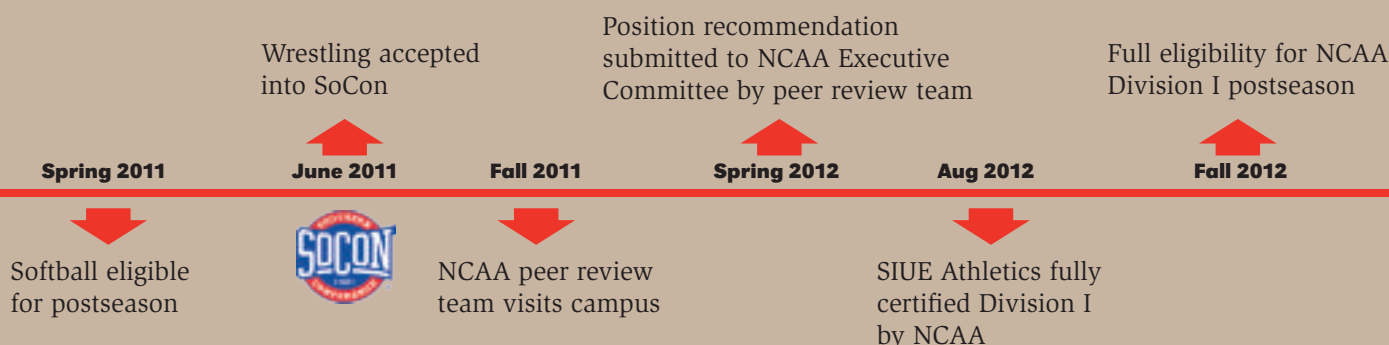 Wrestling accepted
into SoCon
Position recommendation
submitted to NCAA Executive
Committee by peer review team
Full eligibility for NCAA
Division I postseason
Spring 2011
June 2011
Fall 2011
Spring 2012
Aug 2012
Fall 2012
Softball eligible
for postseason
SOCON
CONFERENCE
NCAA peer review
team visits campus
SIUE Athletics fully
certified Division I
by NCAA